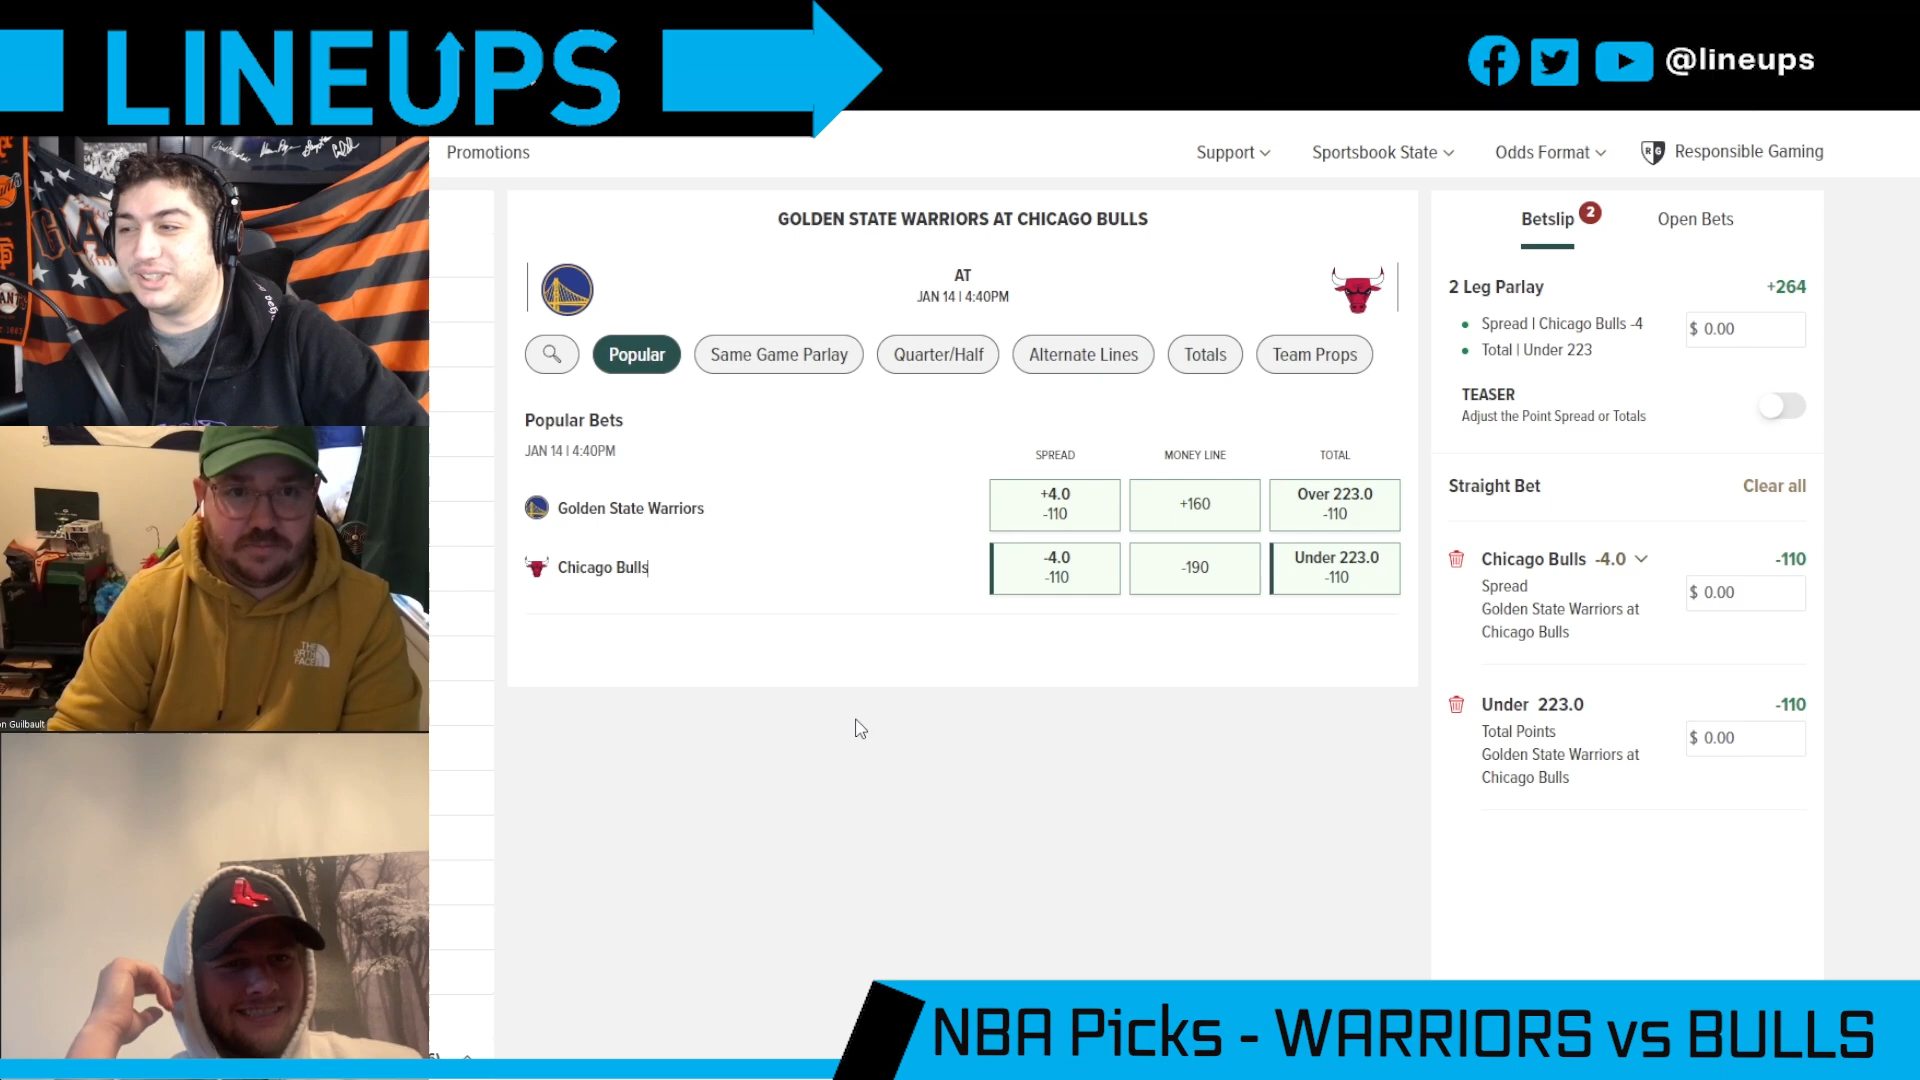 LINEUPS
@lineups
Promotions
Support
Sportsbook State
Odds Format
RG
Responsible Gaming
GOLDEN STATE WARRIORS AT CHICAGO BULLS
AT
JAN 14 | 4:40PM
Popular
Same Game Parlay
Quarter/Half
Alternate Lines
Totals
Team Props
Popular Bets
JAN 14 | 4:40PM
SPREAD MONEY LINE TOTAL
Golden State Warriors
+4.0
-110
+160
Over 223.0
-110
Chicago Bulls
-4.0
-110
-190
Under 223.0
-110
Betslip 2
Open Bets
2 Leg Parlay +264
Spread | Chicago Bulls -4
$ 0.00
Total | Under 223
TEASER
Adjust the Point Spread or Totals
Straight Bet Clear all
Chicago Bulls -4.0 -110
Spread
$ 0.00
Golden State Warriors at
Chicago Bulls
Under 223.0 -110
Total Points
$ 0.00
Golden State Warriors at
Chicago Bulls
THE
NORTH
FACE
n Guilbault
NBA Picks - WARRIORS vs BULLS